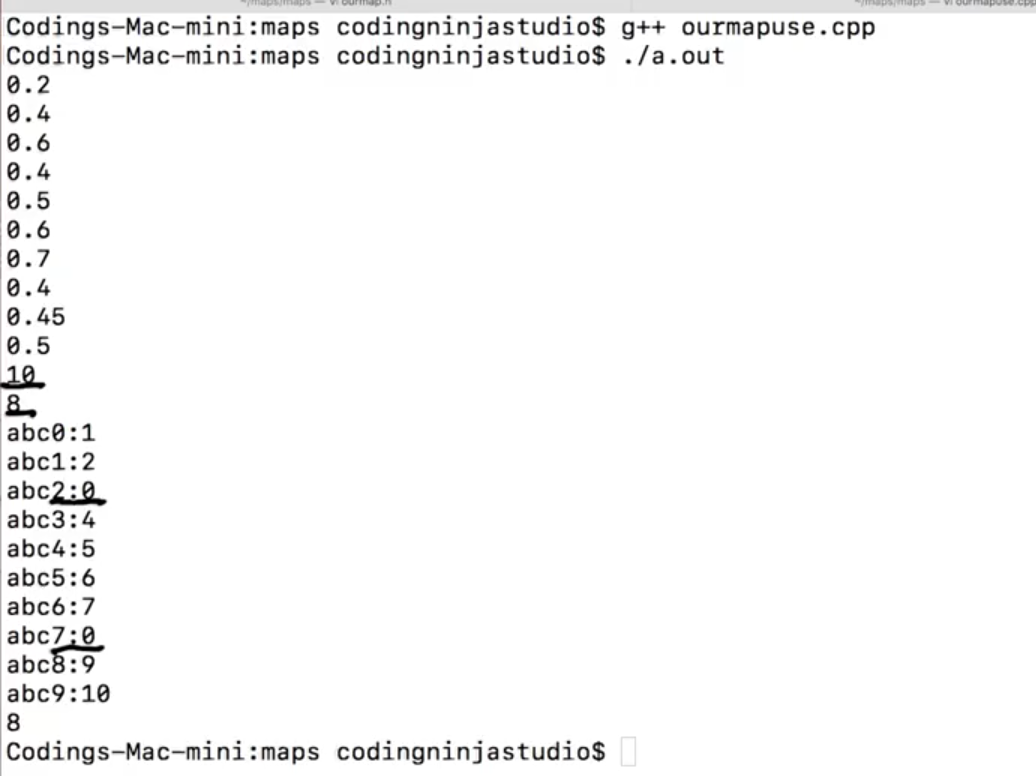 ~/maps/maps — vi ourmap.h
~/maps/maps — vi ourmapuse.cpp
Codings-Mac-mini:maps codingninjastudio$ g++ ourmapuse.cpp
Codings-Mac-mini:maps codingninjastudio$ ./a.out
0.2
0.4
0.6
0.4
0.5
0.6
0.7
0.4
0.45
0.5
10
8
abc0:1
abc1:2
abc2:0
abc3:4
abc4:5
abc5:6
abc6:7
abc7:0
abc8:9
abc9:10
8
Codings-Mac-mini:maps codingninjastudio$